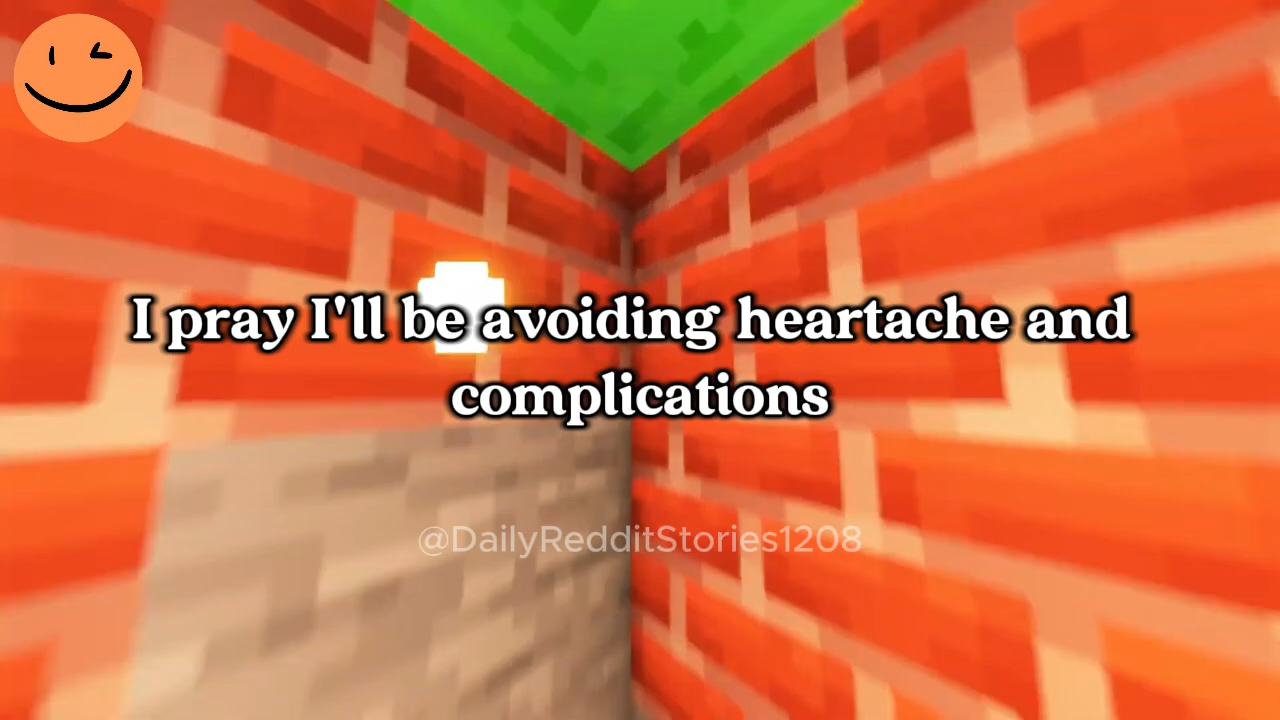 I pray I'll be avoiding heartache and
complications
@DailyRedditStories1208